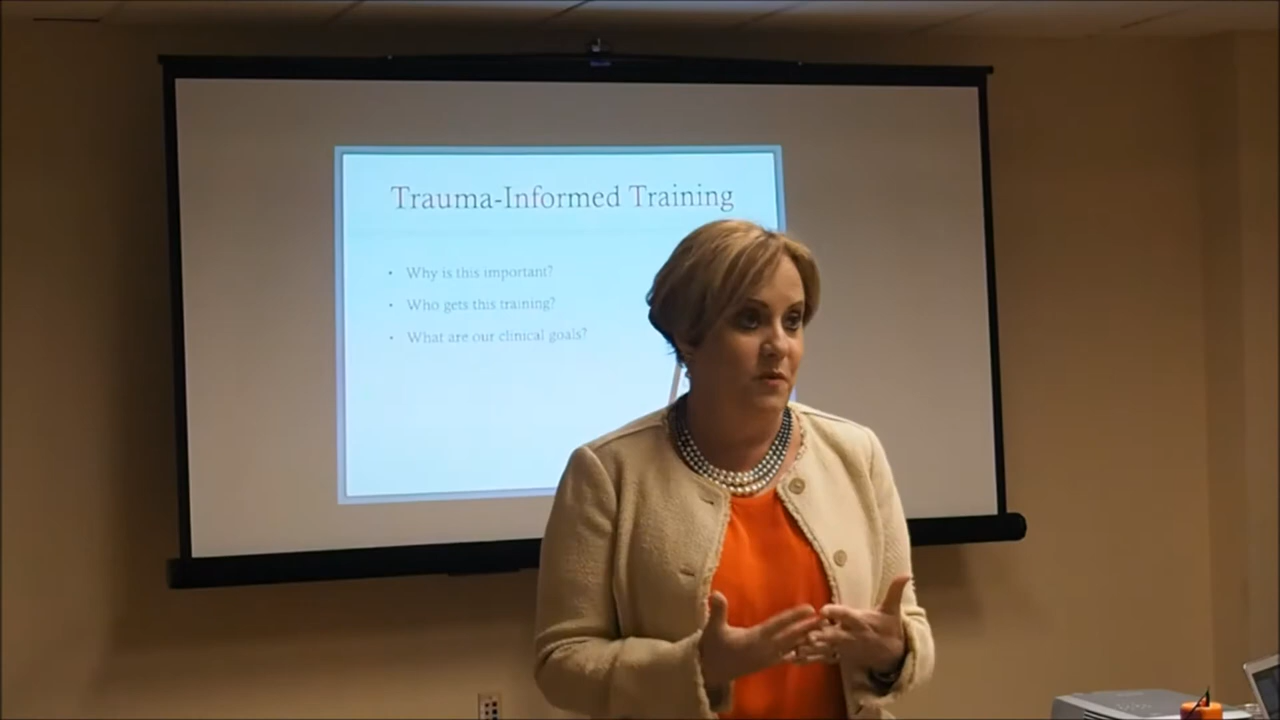 Trauma-Informed Training
• Why is this important?
• Who gets this training?
• What are our clinical goals?